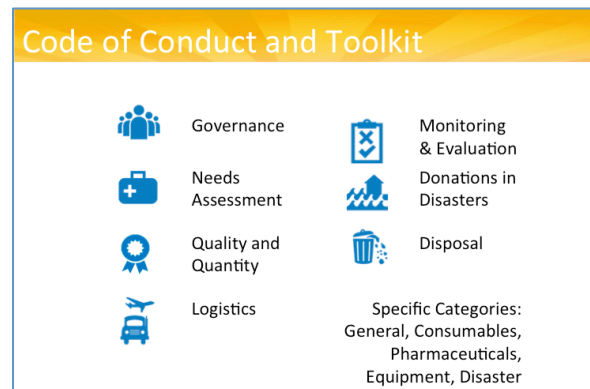 Code of Conduct and Toolkit
Governance
Needs
Assessment
Quality and
Quantity
Logistics
Monitoring
& Evaluation
Donations in
Disasters
Disposal
Specific Categories:
General, Consumables,
Pharmaceuticals,
Equipment, Disaster